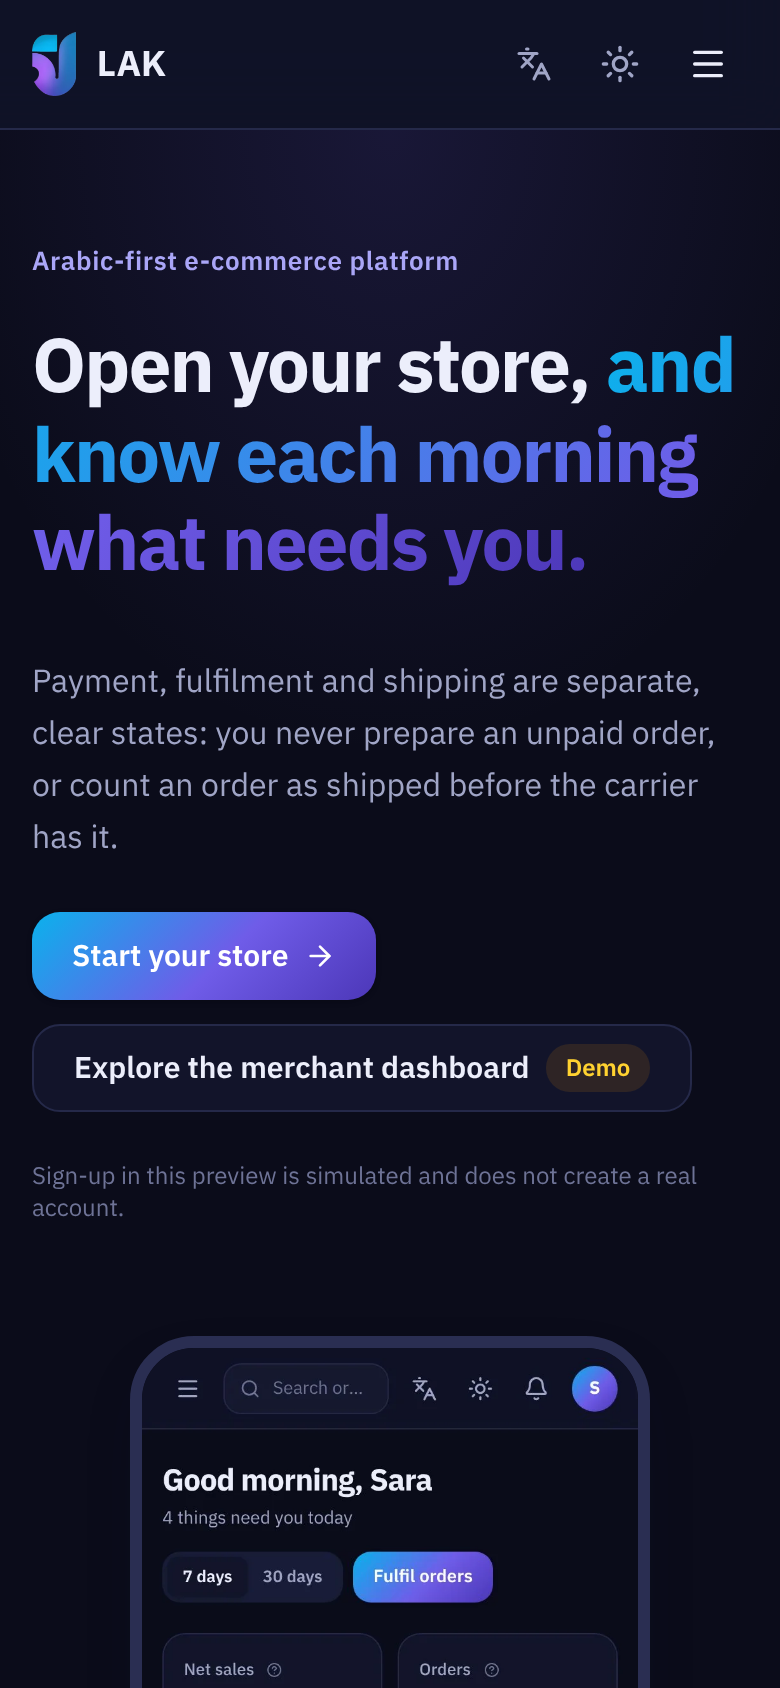 LAK
Arabic-first e-commerce platform
Open your store, and
know each morning
what needs you.
Payment, fulfilment and shipping are separate,
clear states: you never prepare an unpaid order,
or count an order as shipped before the carrier
has it.
Start your store →
Explore the merchant dashboard Demo
Sign-up in this preview is simulated and does not create a real
account.
Search or...
S
Good morning, Sara
4 things need you today
7 days 30 days Fulfil orders
Net sales Orders